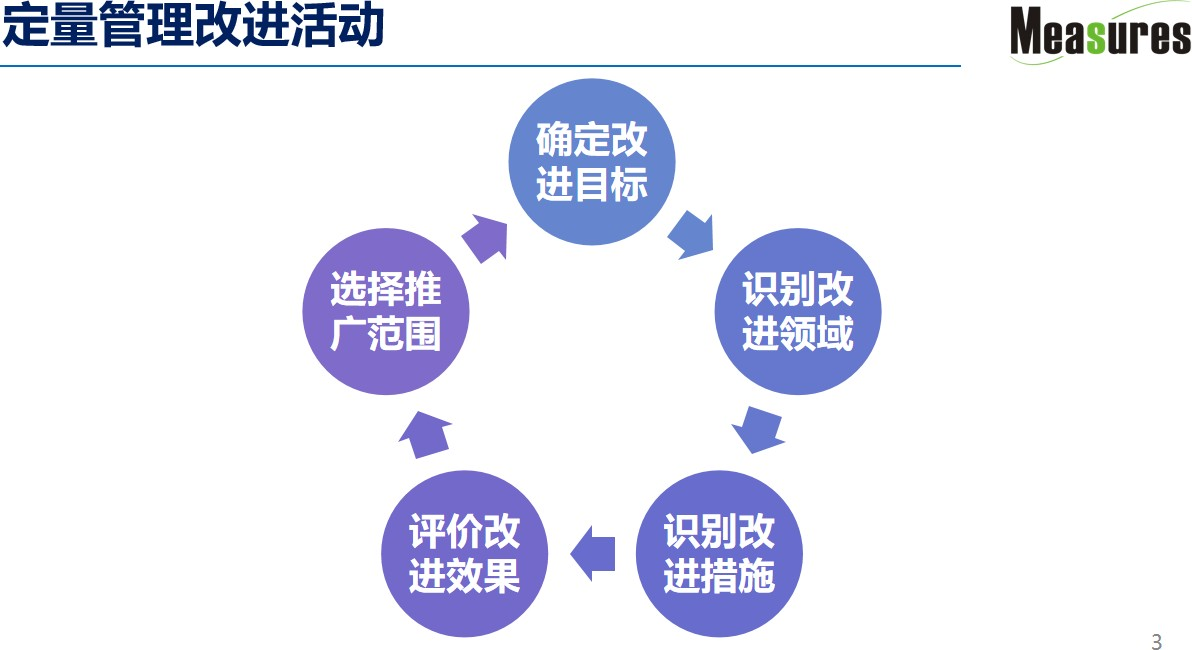 定量管理改进活动
Measures
确定改
进目标
识别改
进领域
识别改
进措施
评价改
进效果
选择推
广范围
3